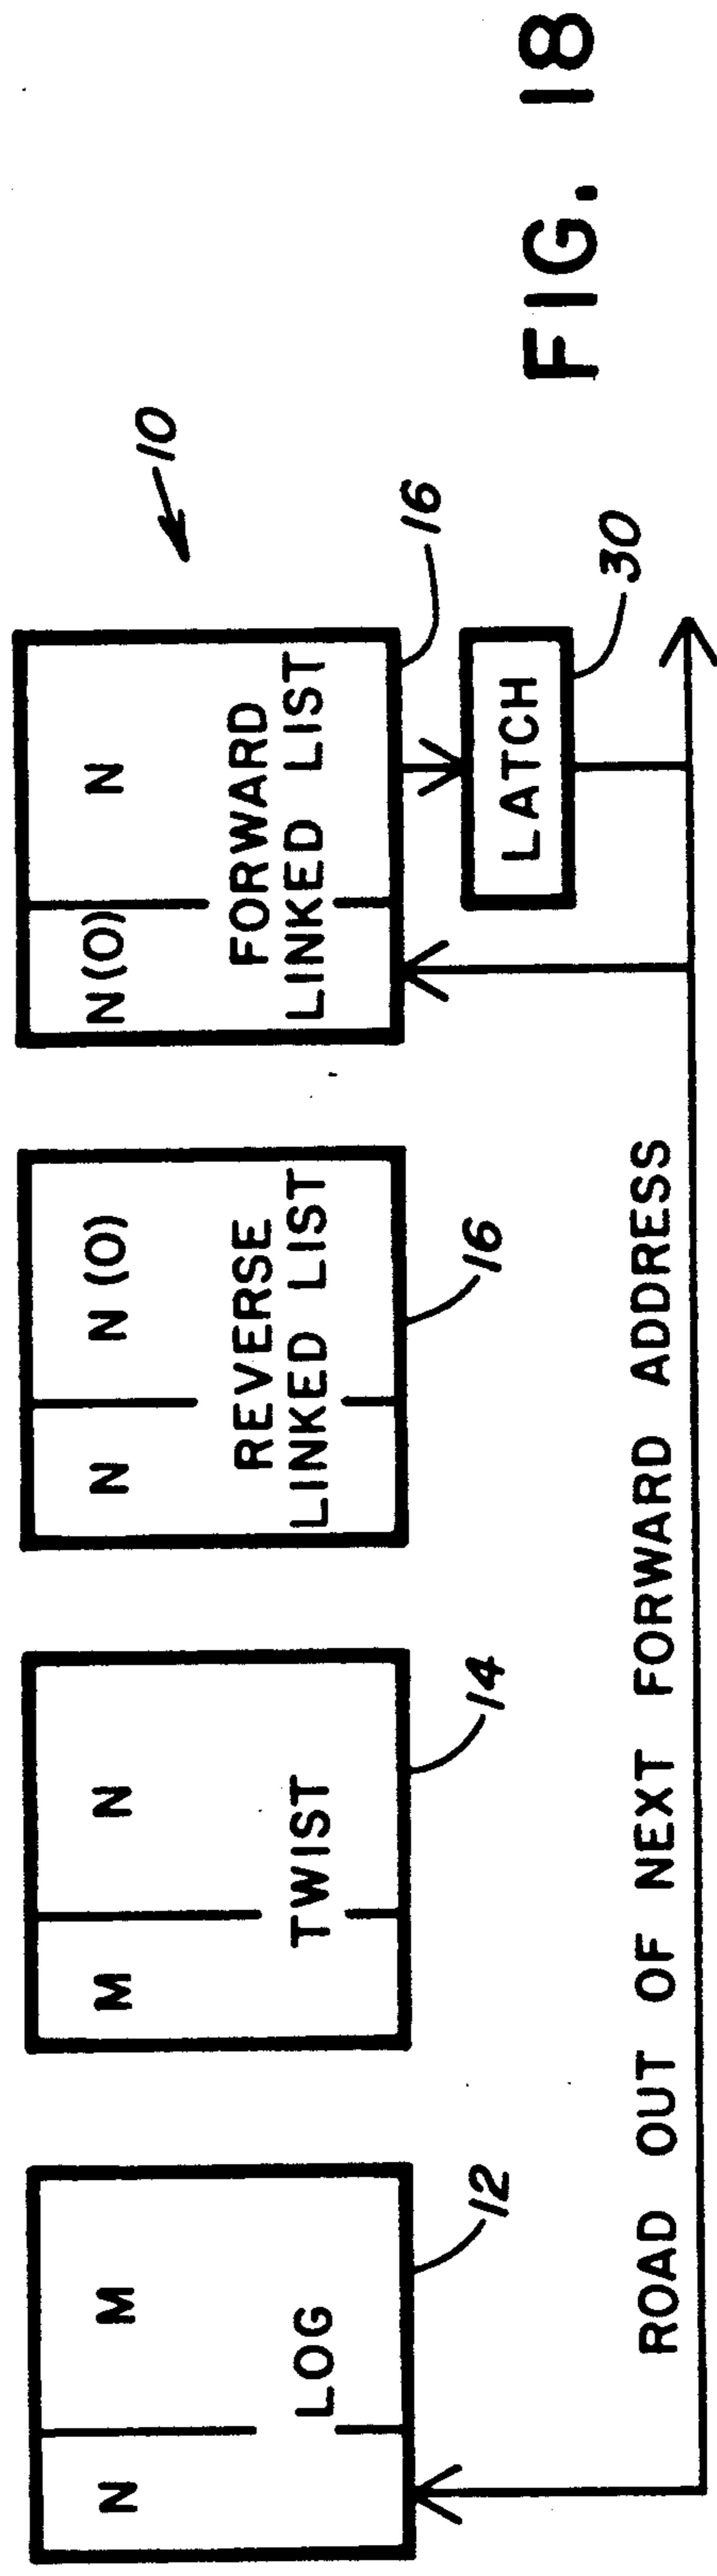 10
N M
LOG
12
M N
TWIST
14
N N(O)
REVERSE
LINKED LIST
16
N(O) N
FORWARD
LINKED LIST
16
LATCH
30
ROAD OUT OF NEXT FORWARD ADDRESS
FIG. 18